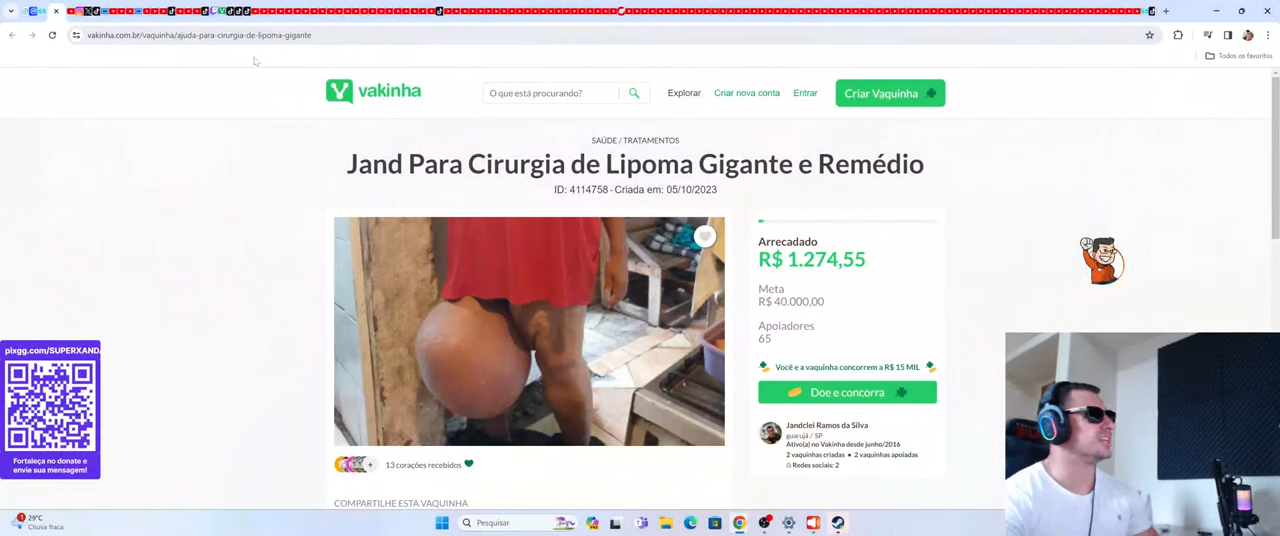 vakinha.com.br/vaquinha/ajuda-para-cirurgia-de-lipoma-gigante
Todos os favoritos
vakinha
O que está procurando?
Explorar
Criar nova conta
Entrar
Criar Vaquinha
SAÚDE / TRATAMENTOS
Jand Para Cirurgia de Lipoma Gigante e Remédio
ID: 4114758 - Criada em: 05/10/2023
Arrecadado
R$ 1.274,55
Meta
R$ 40.000,00
Apoiadores
65
Você e a vaquinha concorrem a R$ 15 MIL
Doe e concorra
Jandclei Ramos da Silva
guarujá / SP
Ativo(a) no Vakinha desde junho/2016
2 vaquinhas criadas • 2 vaquinhas apoiadas
Redes sociais: 2
13 corações recebidos
COMPARTILHE ESTA VAQUINHA
pixgg.com/SUPERXANDA
Fortaleça no donate e
envie sua mensagem!
29°C
Chuva fraca
Pesquisar